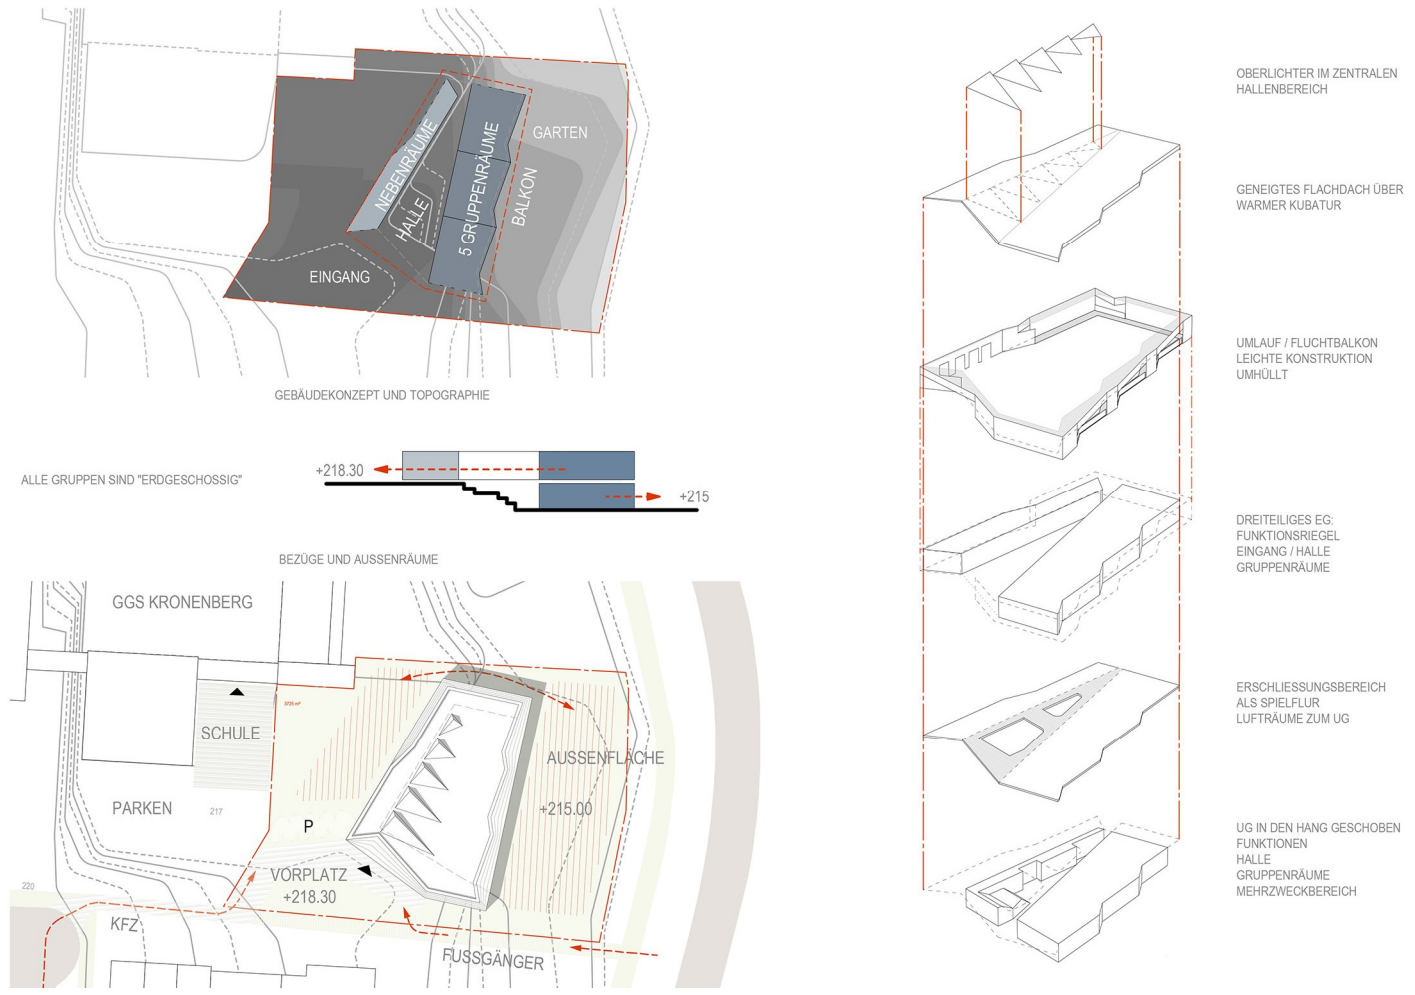 NEBENRÄUME
HALLE
5 GRUPPENRÄUME
GARTEN
BALKON
EINGANG
GEBÄUDEKONZEPT UND TOPOGRAPHIE
ALLE GRUPPEN SIND "ERDGESCHOSSIG"
+218.30
+215
BEZÜGE UND AUSSENRÄUME
GGS KRONENBERG
SCHULE
3725 m²
AUSSENFLÄCHE
+215.00
PARKEN
217
P
VORPLATZ
+218.30
220
KFZ
FUSSGÄNGER
OBERLICHTER IM ZENTRALEN
HALLENBEREICH
GENEIGTES FLACHDACH ÜBER
WARMER KUBATUR
UMLAUF / FLUCHTBALKON
LEICHTE KONSTRUKTION
UMHÜLLT
DREITEILIGES EG:
FUNKTIONSRIEGEL
EINGANG / HALLE
GRUPPENRÄUME
ERSCHLIESSUNGSBEREICH
ALS SPIELFLUR
LUFTRÄUME ZUM UG
UG IN DEN HANG GESCHOBEN
FUNKTIONEN
HALLE
GRUPPENRÄUME
MEHRZWECKBEREICH